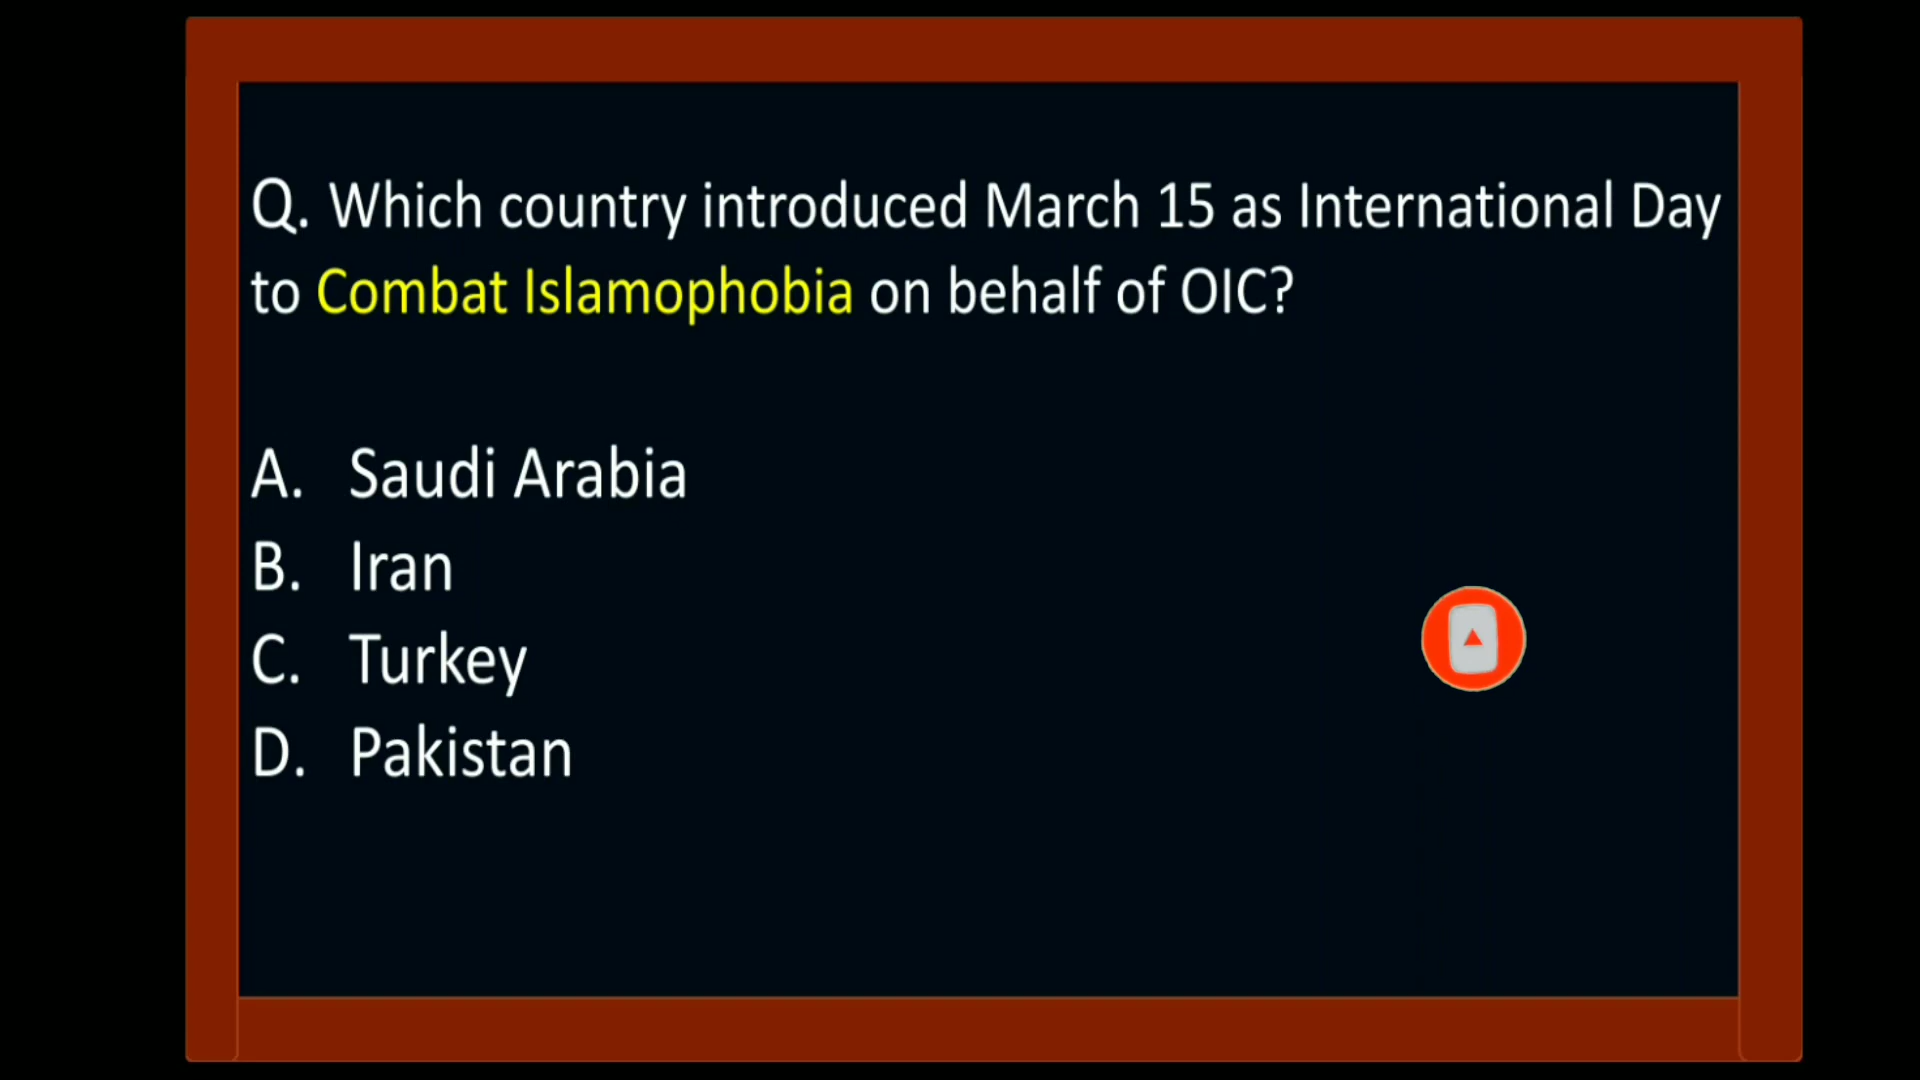 Q. Which country introduced March 15 as International Day
to Combat Islamophobia on behalf of OIC?
A. Saudi Arabia
B. Iran
C. Turkey
D. Pakistan